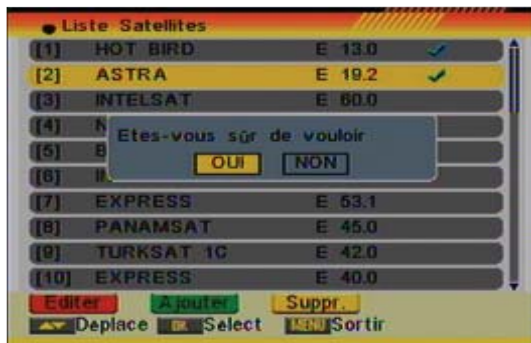 Liste Satellites
[1] HOT BIRD E 13.0
[2] ASTRA E 19.2
[3] INTELSAT E 60.0
[4] N
[5] B
[6]
Etes-vous sûr de vouloir
OUI NON
[7] EXPRESS E 53.1
[8] PANAMSAT E 45.0
[9] TURKSAT 1C E 42.0
[10] EXPRESS E 40.0
Editer Ajouter Suppr.
Deplace OK Select MENU Sortir